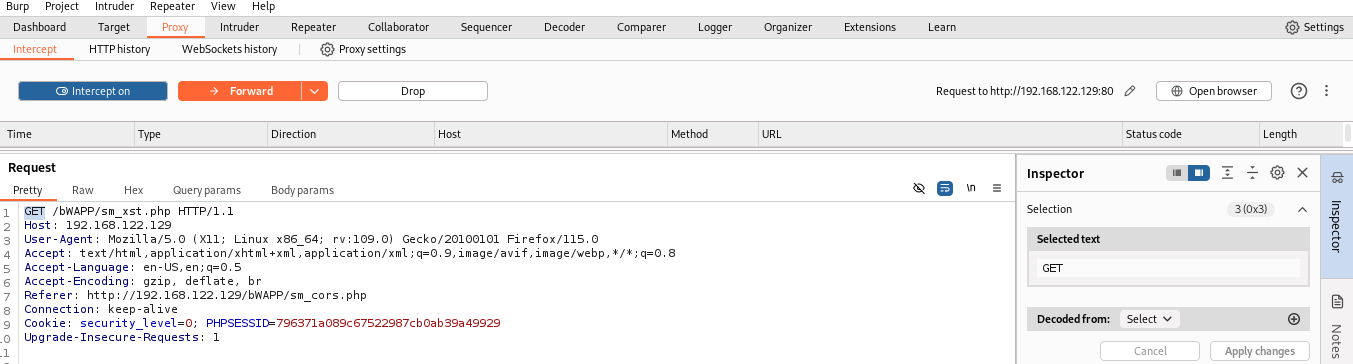 Burp Project Intruder Repeater View Help
Dashboard Target Proxy Intruder Repeater Collaborator Sequencer Decoder Comparer Logger Organizer Extensions Learn Settings
Intercept HTTP history WebSockets history Proxy settings
Intercept on Forward Drop Request to http://192.168.122.129:80 Open browser
Time Type Direction Host Method URL Status code Length
Request
Pretty Raw Hex Query params Body params \n
1 GET /bWAPP/sm_xst.php HTTP/1.1
2 Host: 192.168.122.129
3 User-Agent: Mozilla/5.0 (X11; Linux x86_64; rv:109.0) Gecko/20100101 Firefox/115.0
4 Accept: text/html,application/xhtml+xml,application/xml;q=0.9,image/avif,image/webp,*/*;q=0.8
5 Accept-Language: en-US,en;q=0.5
6 Accept-Encoding: gzip, deflate, br
7 Referer: http://192.168.122.129/bWAPP/sm_cors.php
8 Connection: keep-alive
9 Cookie: security_level=0; PHPSESSID=796371a089c67522987cb0ab39a49929
10 Upgrade-Insecure-Requests: 1
11
Inspector
Selection 3 (0x3)
Selected text
GET
Decoded from: Select
Cancel Apply changes
Inspector
Notes